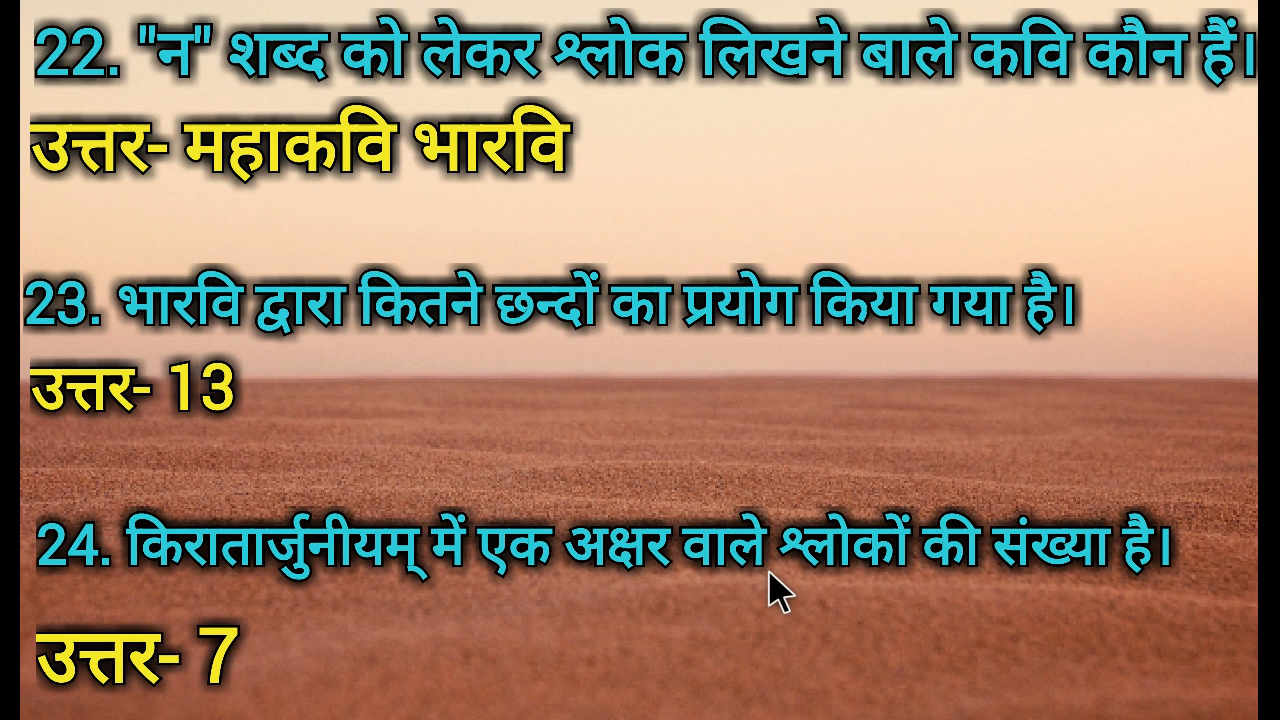 22. "न" शब्द को लेकर श्लोक लिखने बाले कवि कौन हैं।
उत्तर- महाकवि भारवि
23. भारवि द्वारा कितने छन्दों का प्रयोग किया गया है।
उत्तर- 13
24. किरातार्जुनीयम् में एक अक्षर वाले श्लोकों की संख्या है।
उत्तर- 7